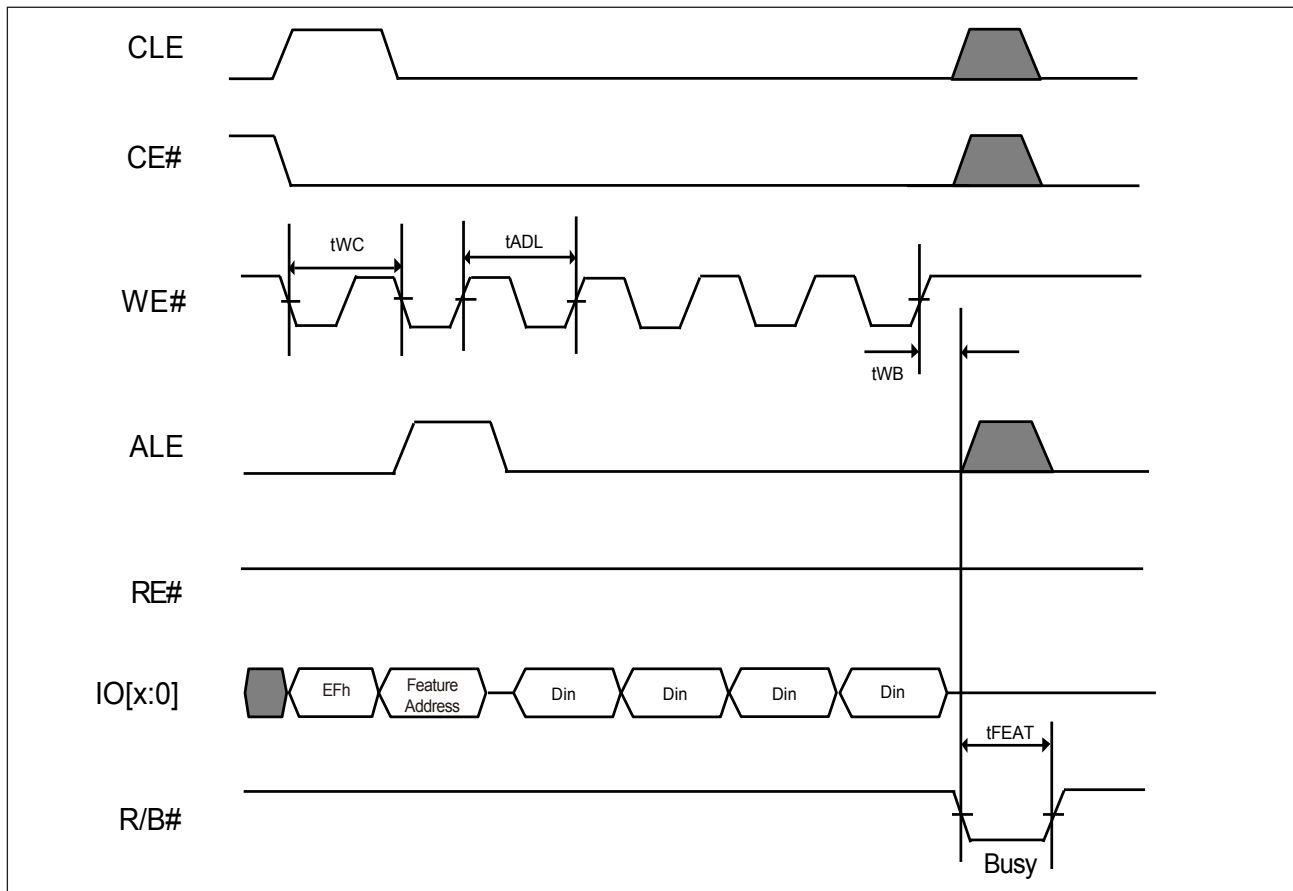 CLE
CE#
tWC
tADL
WE#
tWB
ALE
RE#
IO[x:0]
EFh
Feature
Address
Din
Din
Din
Din
tFEAT
R/B#
Busy